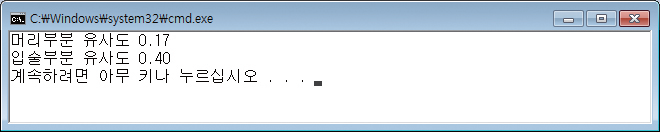 C:₩Windows₩system32₩cmd.exe
머리부분 유사도 0.17
입술부분 유사도 0.40
계속하려면 아무 키나 누르십시오 . . .